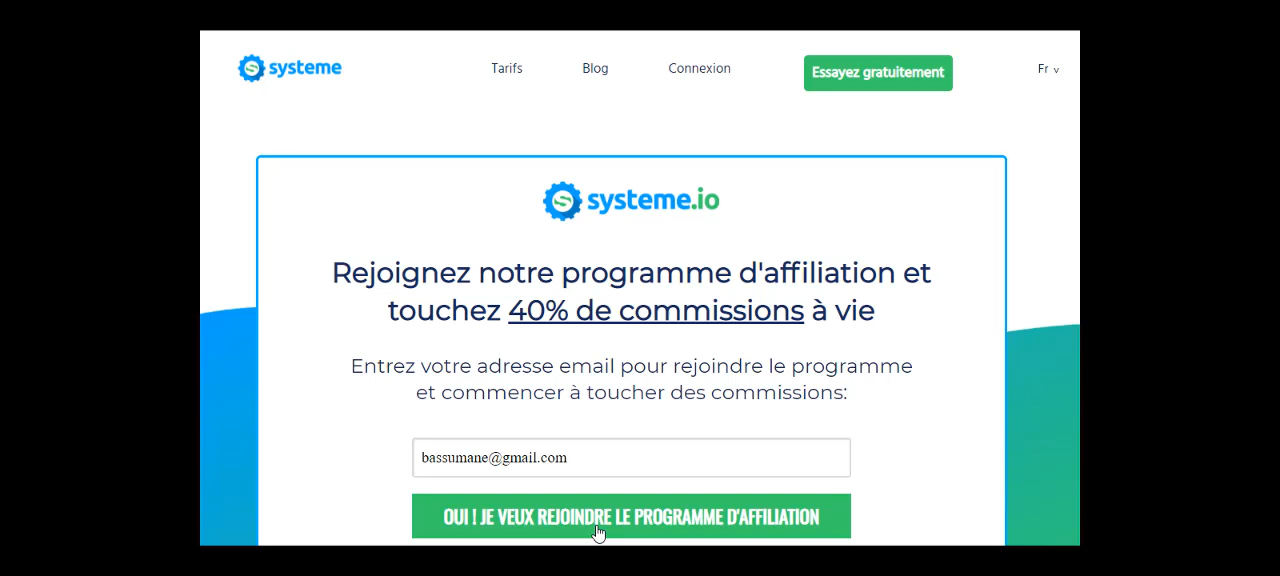 systeme
Tarifs
Blog
Connexion
Essayez gratuitement
Fr v
systeme.io
Rejoignez notre programme d'affiliation et
touchez 40% de commissions à vie
Entrez votre adresse email pour rejoindre le programme
et commencer à toucher des commissions:
bassumane@gmail.com
OUI ! JE VEUX REJOINDRE LE PROGRAMME D'AFFILIATION